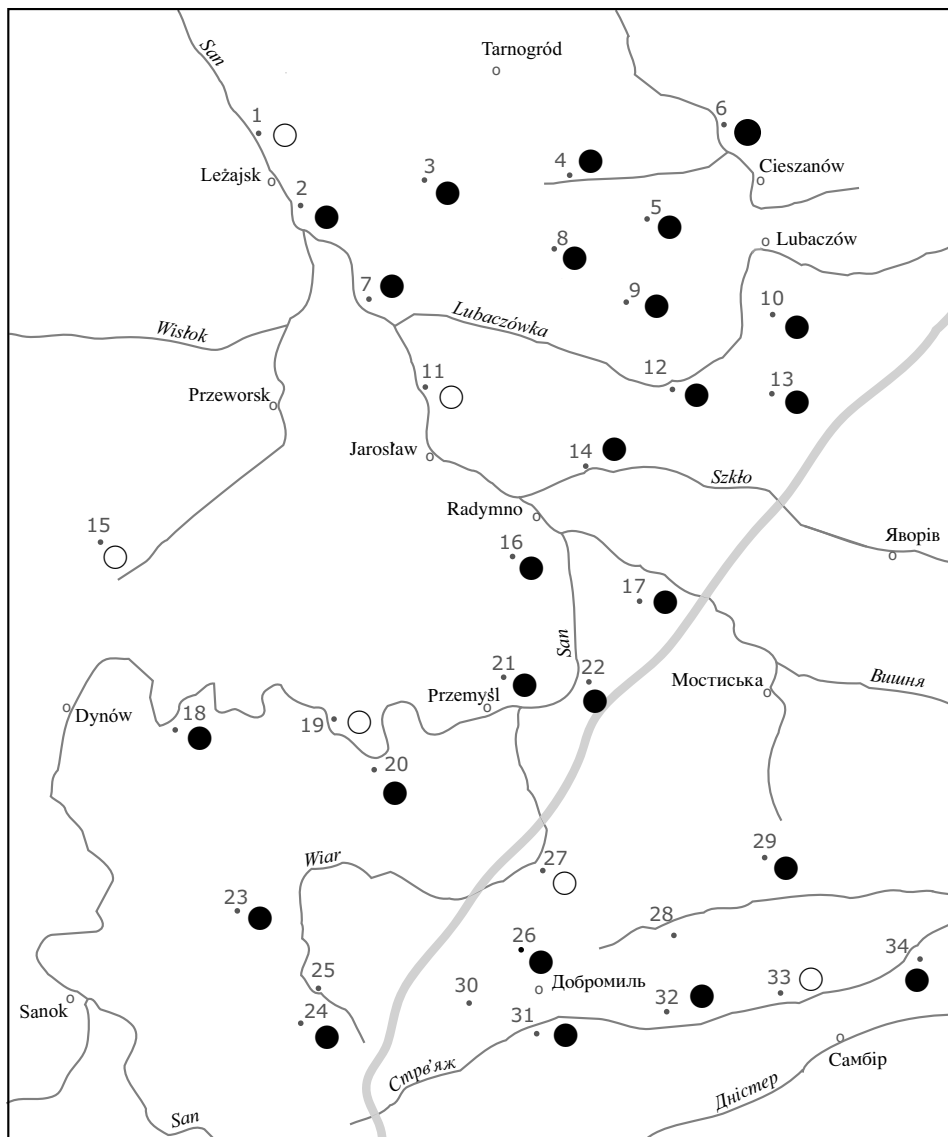 San
Tarnogród
1
6
Leżajsk
2
3
4
Cieszanów
5
8
Lubaczów
7
9
10
Wisłok
Lubaczówka
11
12
13
Przeworsk
Jarosław
14
Szkło
Radymno
15
16
Яворів
17
San
21
22
Мостиська
Вишня
Dynów
18
19
Przemyśl
20
Wiar
27
29
23
28
26
34
25
30
Добромиль
33
Sanok
24
31
32
Стрв'яж
Самбір
Дністер
San